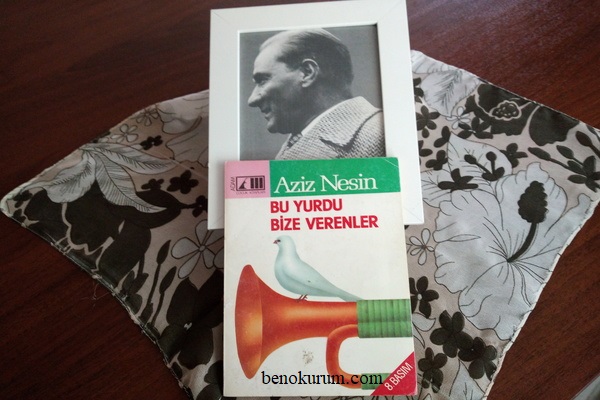 Aziz Nesin
BU YURDU
BİZE VERENLER
8 BASIM
benokurum.com